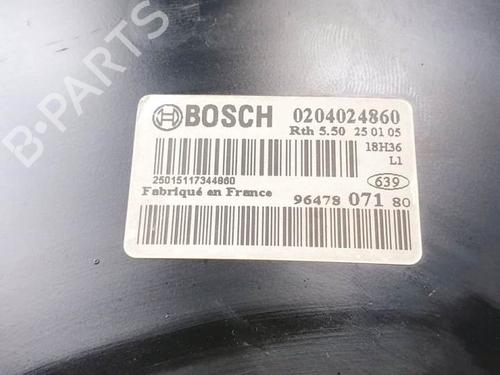 B-PARTS
BOSCH 0204024860
Rth 5.50 25 01 05
18H36
L1
25015117344860
639
Fabriqué en France 96478 071 80